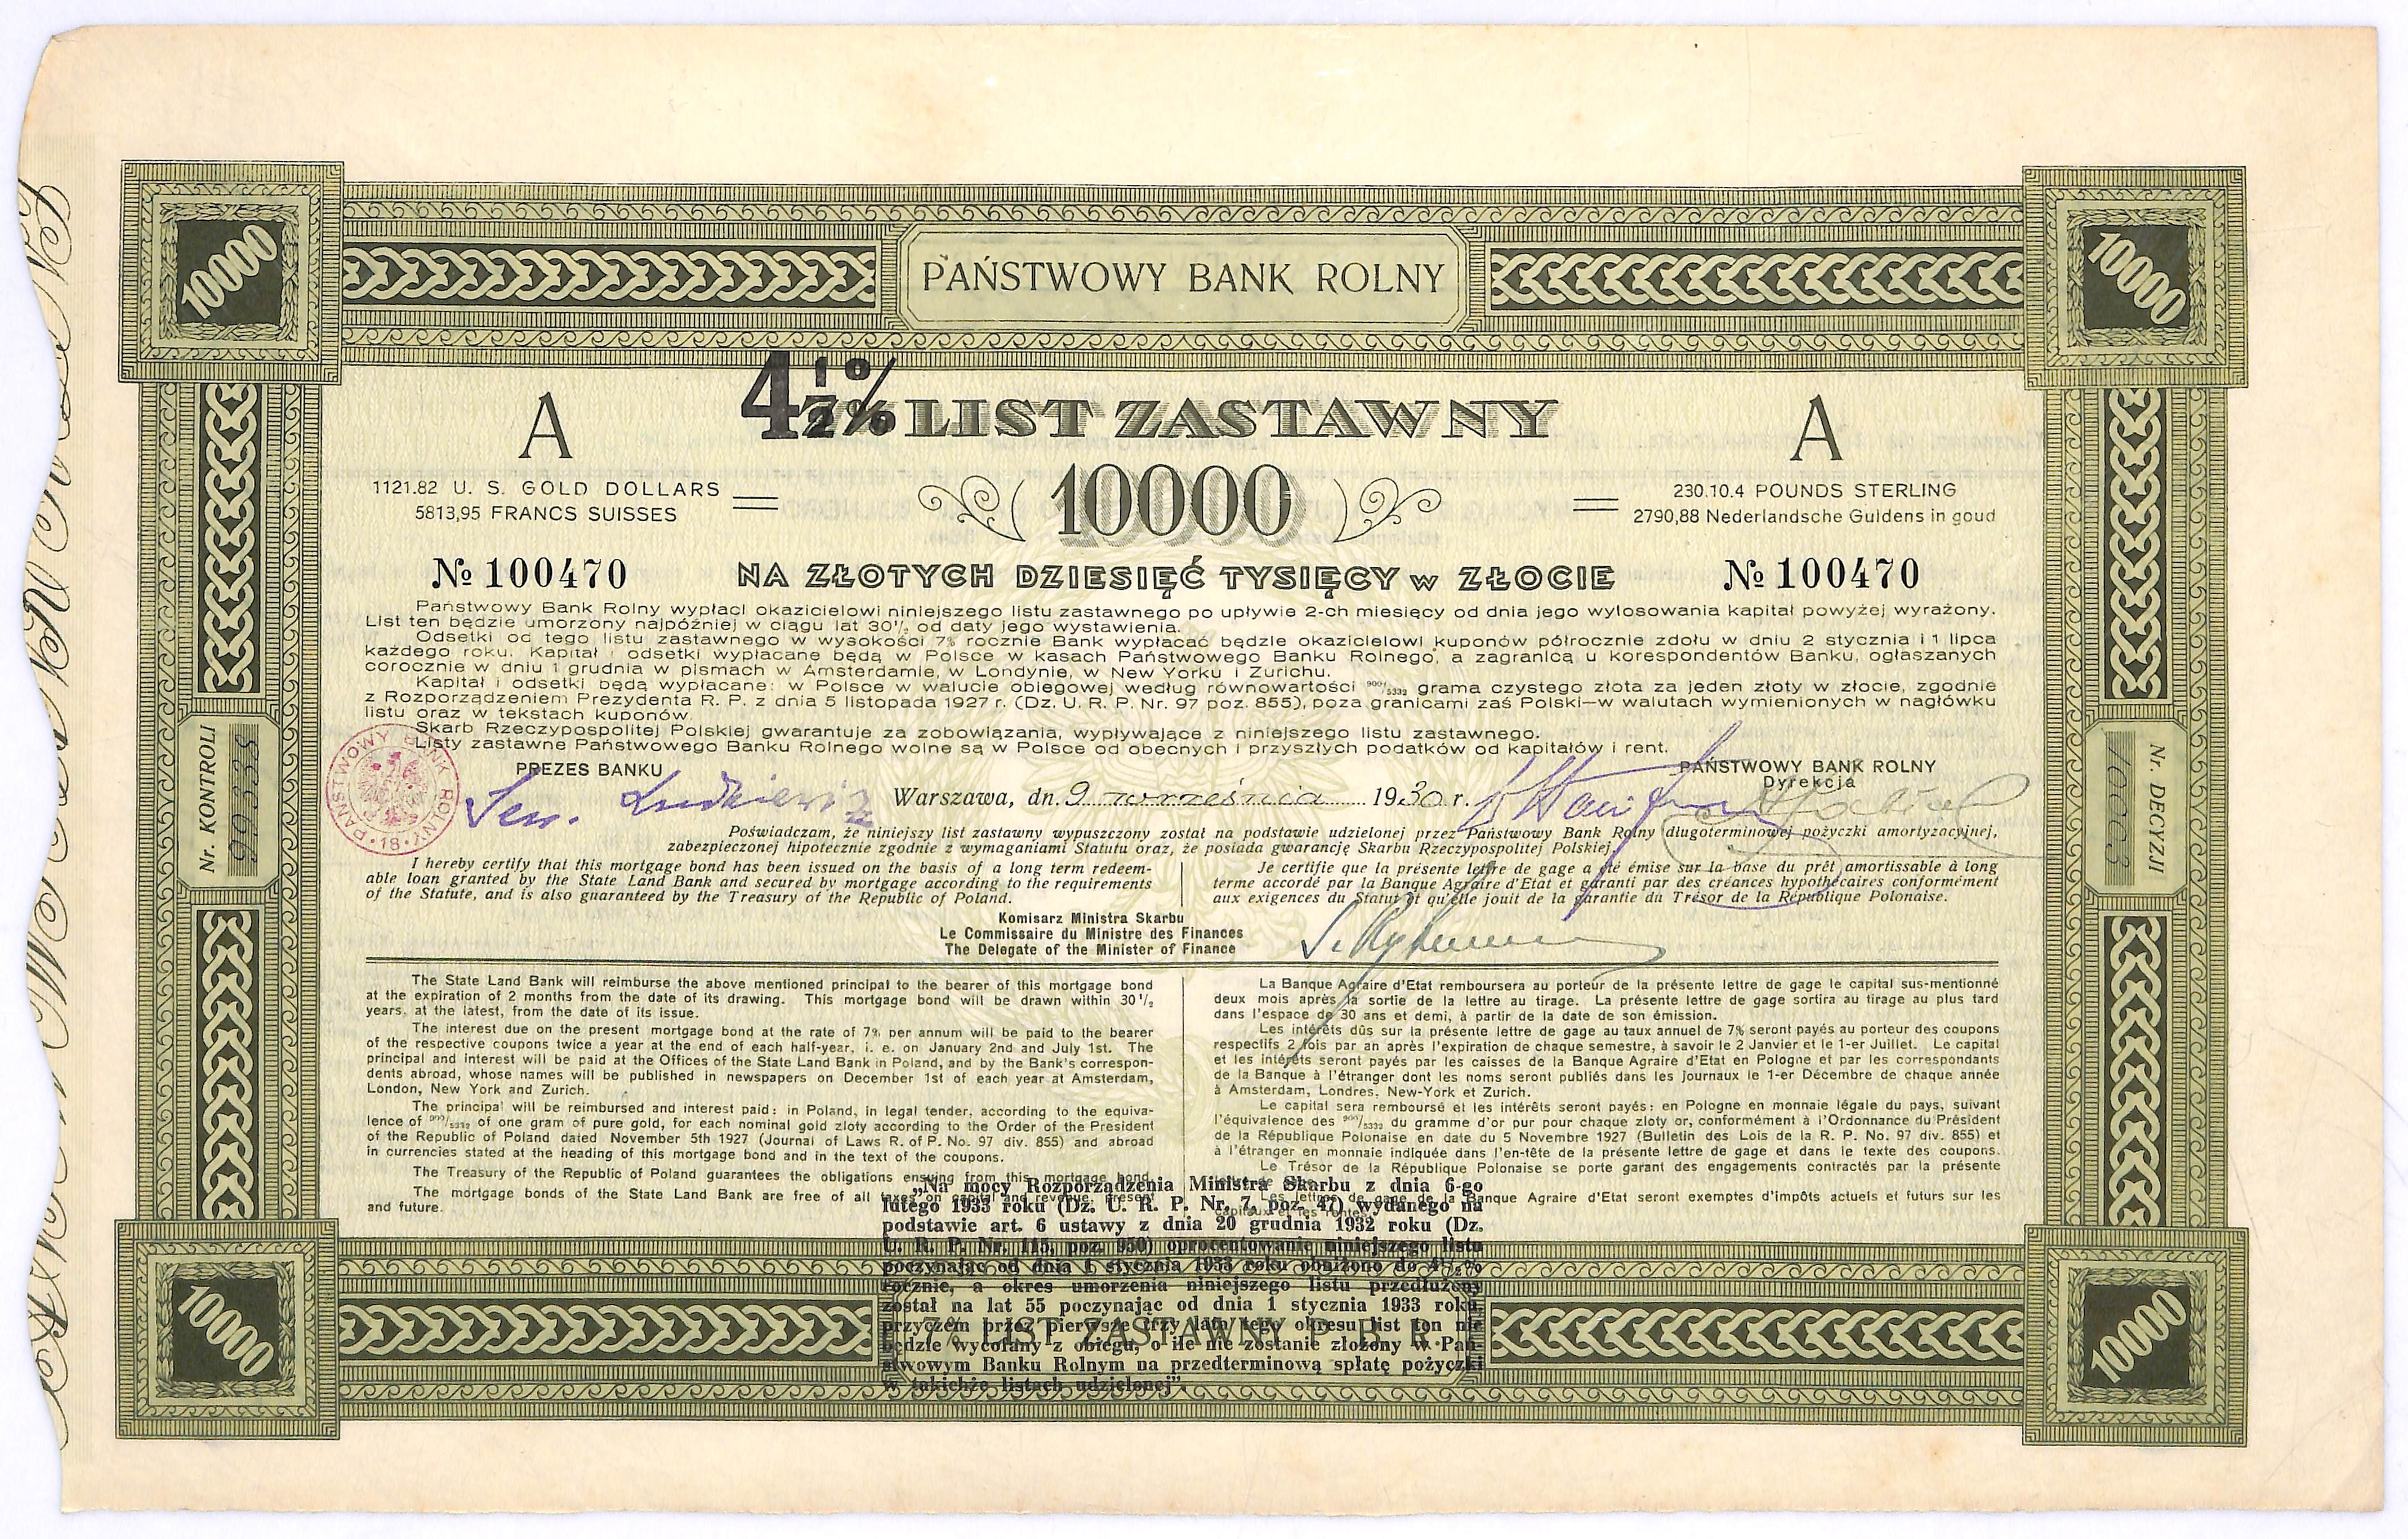 PAŃSTWOWY BANK ROLNY
10000
10000
4½%
7% LIST ZASTAWNY
A
A
10000
1121.82 U. S. GOLD DOLLARS
5813,95 FRANCS SUISSES
230.10.4 POUNDS STERLING
2790,88 Nederlandsche Guldens in goud
№ 100470
NA ZŁOTYCH DZIESIĘĆ TYSIĘCY w ZŁOCIE
№ 100470
Państwowy Bank Rolny wypłaci okazicielowi niniejszego listu zastawnego po upływie 2-ch miesięcy od dnia jego wylosowania kapitał powyżej wyrażony.
List ten będzie umorzony najpóźniej w ciągu lat 30½ od daty jego wystawienia.
Odsetki od tego listu zastawnego w wysokości 7% rocznie Bank wypłacać będzie okazicielowi kuponów półrocznie zdołu w dniu 2 stycznia i 1 lipca
każdego roku. Kapitał i odsetki wypłacane będą w Polsce w kasach Państwowego Banku Rolnego, a zagranicą u korespondentów Banku, ogłaszanych
corocznie w dniu 1 grudnia w pismach w Amsterdamie, w Londynie, w New Yorku i Zurichu.
Kapitał i odsetki będą wypłacane: w Polsce w walucie obiegowej według równowartości 900/5332 grama czystego złota za jeden złoty w złocie, zgodnie
z Rozporządzeniem Prezydenta R. P. z dnia 5 listopada 1927 r. (Dz. U. R. P. Nr. 97 poz. 855), poza granicami zaś Polski—w walutach wymienionych w nagłówku
listu oraz w tekstach kuponów.
Skarb Rzeczypospolitej Polskiej gwarantuje za zobowiązania, wypływające z niniejszego listu zastawnego.
Listy zastawne Państwowego Banku Rolnego wolne są w Polsce od obecnych i przyszłych podatków od kapitałów i rent.
PAŃSTWOWY BANK ROLNY · 18 ·
PREZES BANKU
Warszawa, dn. 9 września 1930 r.
PAŃSTWOWY BANK ROLNY
Dyrekcja
Nr. KONTROLI
99335
Nr. DECYZJI
10003
Poświadczam, że niniejszy list zastawny wypuszczony został na podstawie udzielonej przez Państwowy Bank Rolny długoterminowej pożyczki amortyzacyjnej,
zabezpieczonej hipotecznie zgodnie z wymaganiami Statutu oraz, że posiada gwarancję Skarbu Rzeczypospolitej Polskiej
I hereby certify that this mortgage bond has been issued on the basis of a long term redeem-
able loan granted by the State Land Bank and secured by mortgage according to the requirements
of the Statute, and is also guaranteed by the Treasury of the Republic of Poland.
Je certifie que la présente lettre de gage a été émise sur la base du prêt amortissable à long
terme accordé par la Banque Agraire d'Etat et garanti par des créances hypothécaires conformément
aux exigences du Statut et qu'elle jouit de la garantie du Trésor de la République Polonaise.
Komisarz Ministra Skarbu
Le Commissaire du Ministre des Finances
The Delegate of the Minister of Finance
The State Land Bank will reimburse the above mentioned principal to the bearer of this mortgage bond
at the expiration of 2 months from the date of its drawing. This mortgage bond will be drawn within 30½
years, at the latest, from the date of its issue.
The interest due on the present mortgage bond at the rate of 7% per annum will be paid to the bearer
of the respective coupons twice a year at the end of each half-year, i. e. on January 2nd and July 1st. The
principal and interest will be paid at the Offices of the State Land Bank in Poland, and by the Bank's correspon-
dents abroad, whose names will be published in newspapers on December 1st of each year at Amsterdam,
London, New York and Zurich.
The principal will be reimbursed and interest paid: in Poland, in legal tender, according to the equiva-
lence of 900/5332 of one gram of pure gold, for each nominal gold zloty according to the Order of the President
of the Republic of Poland dated November 5th 1927 (Journal of Laws R. of P. No. 97 div. 855) and abroad
in currencies stated at the heading of this mortgage bond and in the text of the coupons.
The Treasury of the Republic of Poland guarantees the obligations ensuing from this mortgage bond.
The mortgage bonds of the State Land Bank are free of all taxes on capital and revenue, present
and future.
La Banque Agraire d'Etat remboursera au porteur de la présente lettre de gage le capital sus-mentionné
deux mois après la sortie de la lettre au tirage. La présente lettre de gage sortira au tirage au plus tard
dans l'espace de 30 ans et demi, à partir de la date de son émission.
Les intérêts dûs sur la présente lettre de gage au taux annuel de 7% seront payés au porteur des coupons
respectifs 2 fois par an après l'expiration de chaque semestre, à savoir le 2 Janvier et le 1-er Juillet. Le capital
et les intérêts seront payés par les caisses de la Banque Agraire d'Etat en Pologne et par les correspondants
de la Banque à l'étranger dont les noms seront publiés dans les journaux le 1-er Décembre de chaque année
à Amsterdam, Londres, New-York et Zurich.
Le capital sera remboursé et les intérêts seront payés: en Pologne en monnaie légale du pays, suivant
l'équivalence des 900/5332 du gramme d'or pur pour chaque zloty or, conformément à l'Ordonnance du Président
de la République Polonaise en date du 5 Novembre 1927 (Bulletin des Lois de la R. P. No. 97 div. 855) et
à l'étranger en monnaie indiquée dans l'en-tête de la présente lettre de gage et dans le texte des coupons.
Le Trésor de la République Polonaise se porte garant des engagements contractés par la présente
Les lettres de gage de la Banque Agraire d'Etat seront exemptes d'impôts actuels et futurs sur les
capitaux et les rentes.
„Na mocy Rozporządzenia Ministra Skarbu z dnia 6-go
lutego 1933 roku (Dz. U. R. P. Nr. 7, poz. 47) wydanego na
podstawie art. 6 ustawy z dnia 20 grudnia 1932 roku (Dz.
U. R. P. Nr. 115, poz. 950) oprocentowanie niniejszego listu
poczynając od dnia 1 stycznia 1933 roku obniżono do 4½%
rocznie, a okres umorzenia niniejszego listu przedłużony
został na lat 55 poczynając od dnia 1 stycznia 1933 roku,
przyczem przez pierwsze trzy lata tego okresu list ten nie
będzie wycofany z obiegu, o ile nie zostanie złożony w Pań-
stwowym Banku Rolnym na przedterminową spłatę pożyczki
w takichże listach udzielonej”.
7% LIST ZASTAWNY P. B. R.
10000
10000